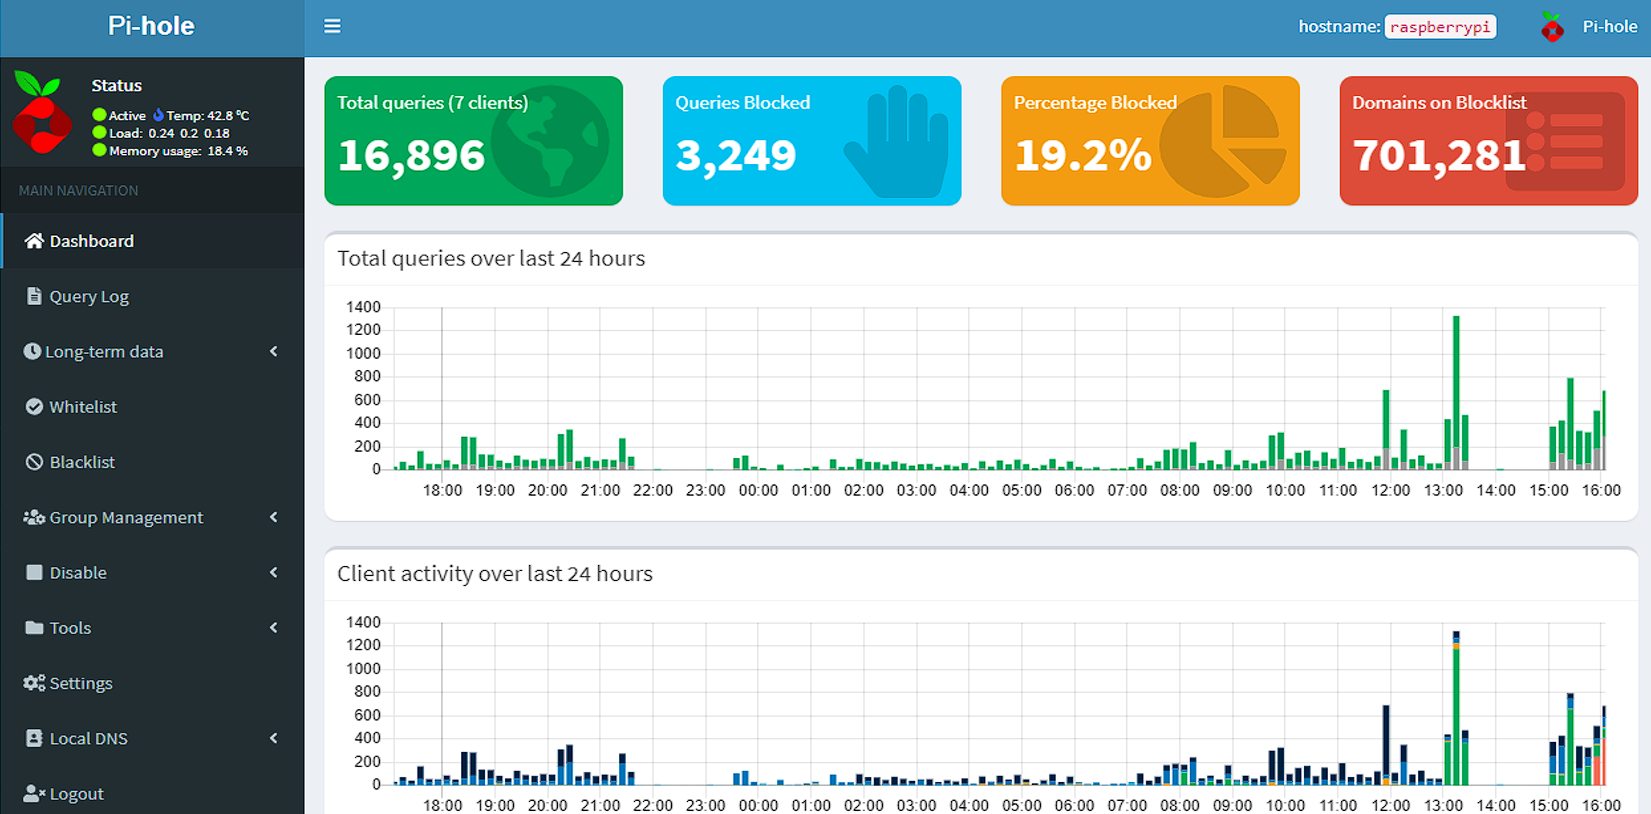 Pi-hole
hostname: raspberrypi
Pi-hole
Status
Active Temp: 42.8 °C
Load: 0.24 0.2 0.18
Memory usage: 18.4 %
MAIN NAVIGATION
Dashboard
Query Log
Long-term data
Whitelist
Blacklist
Group Management
Disable
Tools
Settings
Local DNS
Logout
Total queries (7 clients)
16,896
Queries Blocked
3,249
Percentage Blocked
19.2%
Domains on Blocklist
701,281
Total queries over last 24 hours
1400
1200
1000
800
600
400
200
0
18:00 19:00 20:00 21:00 22:00 23:00 00:00 01:00 02:00 03:00 04:00 05:00 06:00 07:00 08:00 09:00 10:00 11:00 12:00 13:00 14:00 15:00 16:00
Client activity over last 24 hours
1400
1200
1000
800
600
400
200
0
18:00 19:00 20:00 21:00 22:00 23:00 00:00 01:00 02:00 03:00 04:00 05:00 06:00 07:00 08:00 09:00 10:00 11:00 12:00 13:00 14:00 15:00 16:00